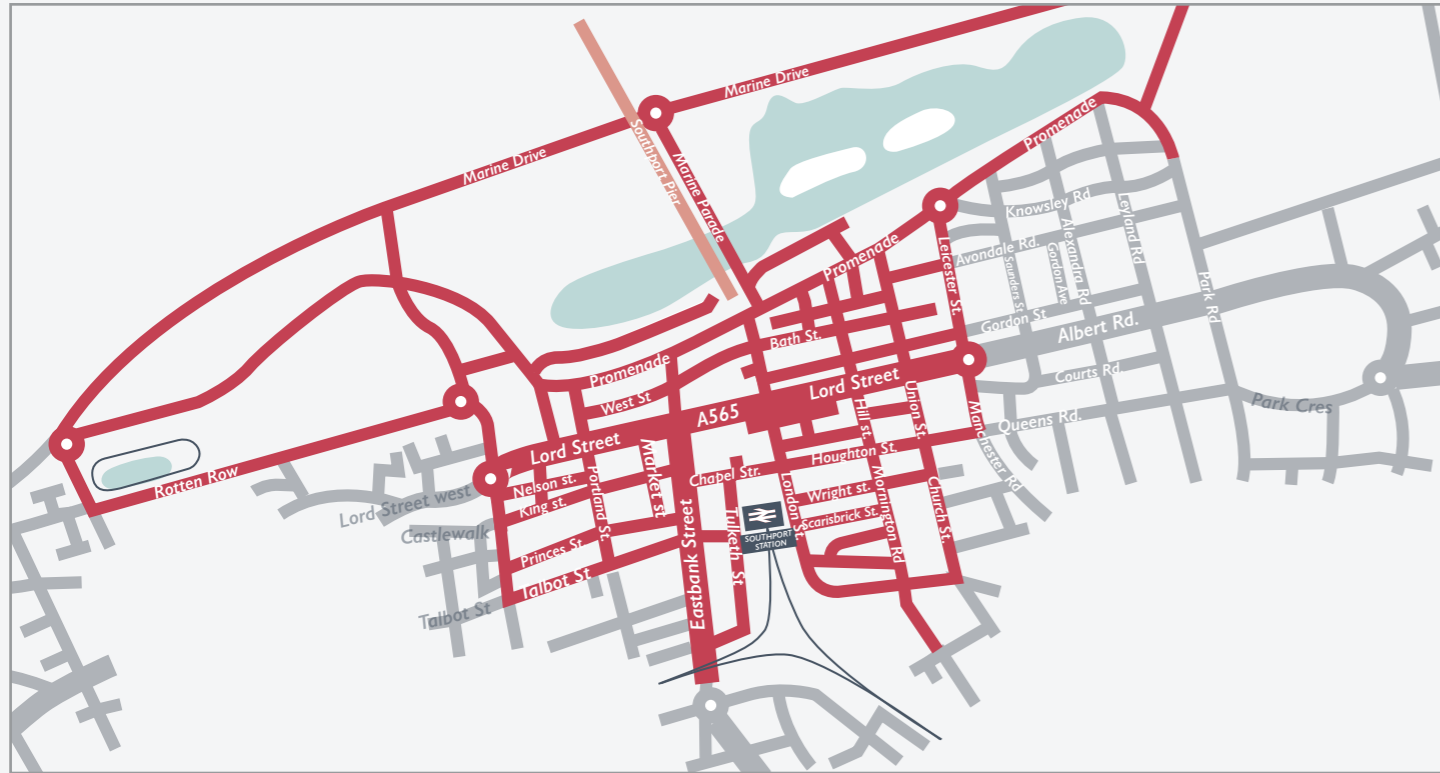 Marine Drive
Marine Drive
Southport Pier
Marine Parade
Promenade
Promenade
Promenade
Knowsley Rd
Leyland Rd
Alexandra Rd
Avondale Rd.
Saunders St
Gordon Ave
Leicester St.
Park Rd
Gordon St
Albert Rd.
Bath St.
West St
Lord Street
A565
Lord Street
Courts Rd.
Park Cres
Queens Rd.
Manchester Rd
Hill st.
Union St.
Houghton St.
Market st
Nelson st.
Portland St.
King st.
Chapel Str.
London St.
Wright st.
Mornington Rd
Church St.
Scarisbrick St.
Rotten Row
Lord Street west
Castlewalk
Princes St
Talbot St
Talbot St
Eastbank Street
Tulketh St
SOUTHPORT
STATION